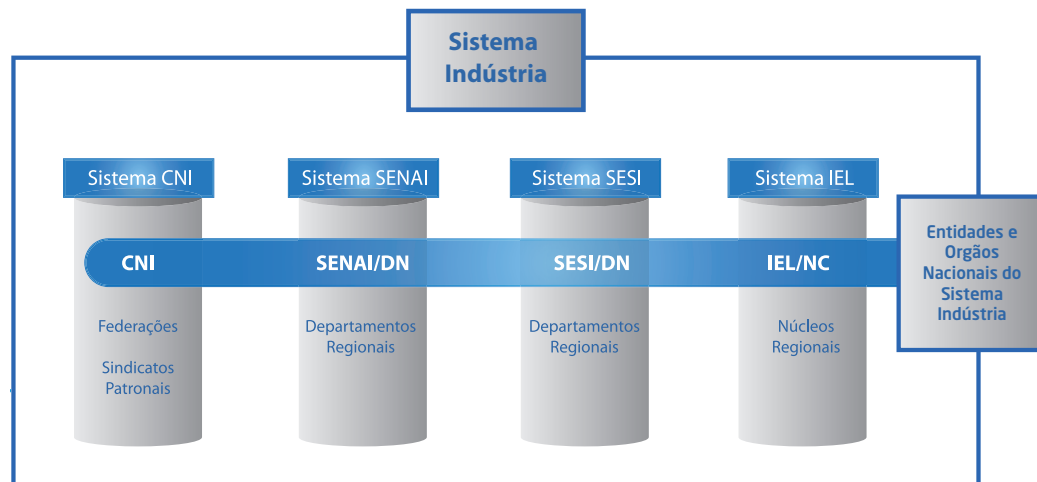 Sistema
Indústria
Sistema CNI
Sistema SENAI
Sistema SESI
Sistema IEL
CNI
SENAI/DN
SESI/DN
IEL/NC
Entidades e
Orgãos
Nacionais do
Sistema
Indústria
Federações
Sindicatos
Patronais
Departamentos
Regionais
Departamentos
Regionais
Núcleos
Regionais